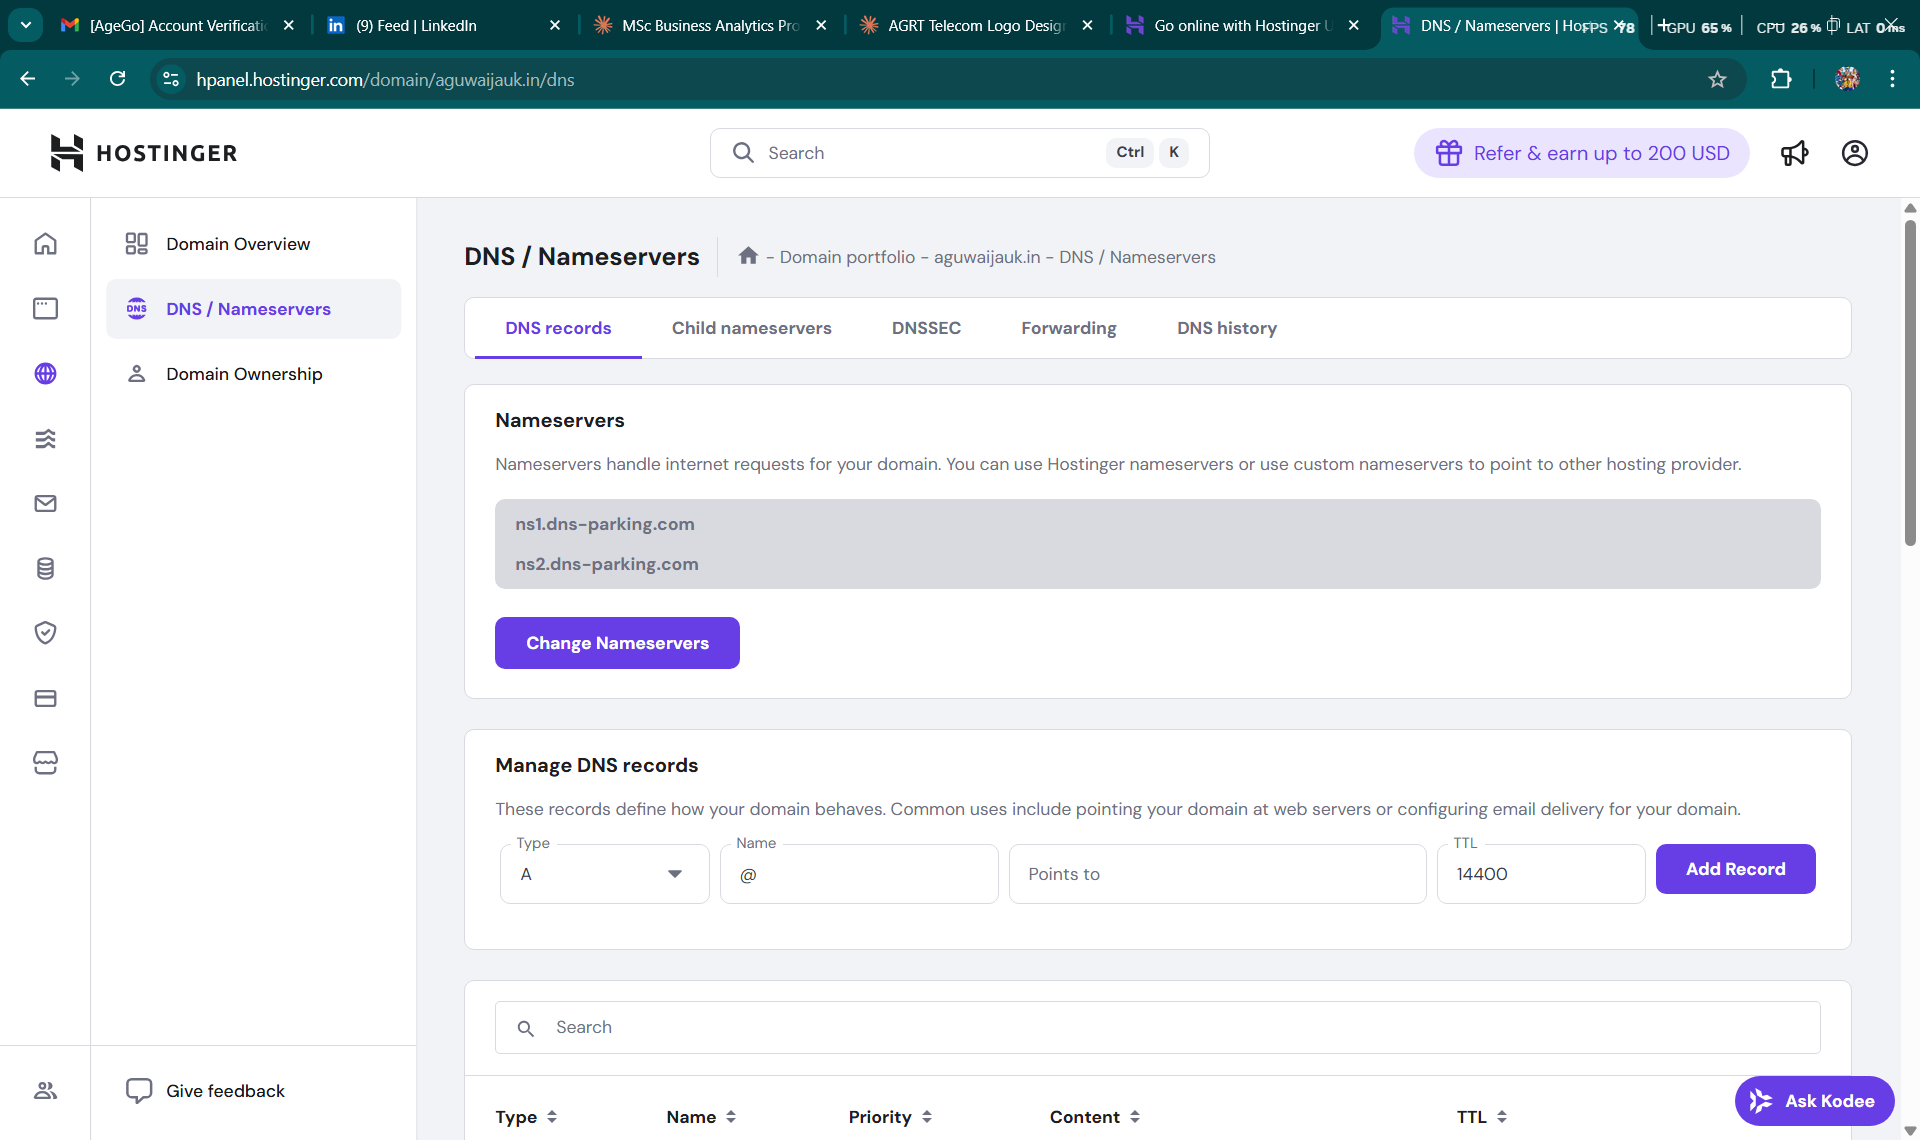 [AgeGo] Account Verificati
(9) Feed | LinkedIn
MSc Business Analytics Pro
AGRT Telecom Logo Desig
Go online with Hostinger
DNS / Nameservers | Hos
FPS 78
GPU 65 %
CPU 26 %
LAT 0 ms
hpanel.hostinger.com/domain/aguwaijauk.in/dns
HOSTINGER
Search
Ctrl
K
Refer & earn up to 200 USD
Domain Overview
DNS / Nameservers
Domain Ownership
Give feedback
DNS / Nameservers
- Domain portfolio - aguwaijauk.in - DNS / Nameservers
DNS records
Child nameservers
DNSSEC
Forwarding
DNS history
Nameservers
Nameservers handle internet requests for your domain. You can use Hostinger nameservers or use custom nameservers to point to other hosting provider.
ns1.dns-parking.com
ns2.dns-parking.com
Change Nameservers
Manage DNS records
These records define how your domain behaves. Common uses include pointing your domain at web servers or configuring email delivery for your domain.
Type
A
Name
@
Points to
TTL
14400
Add Record
Search
Type
Name
Priority
Content
TTL
Ask Kodee